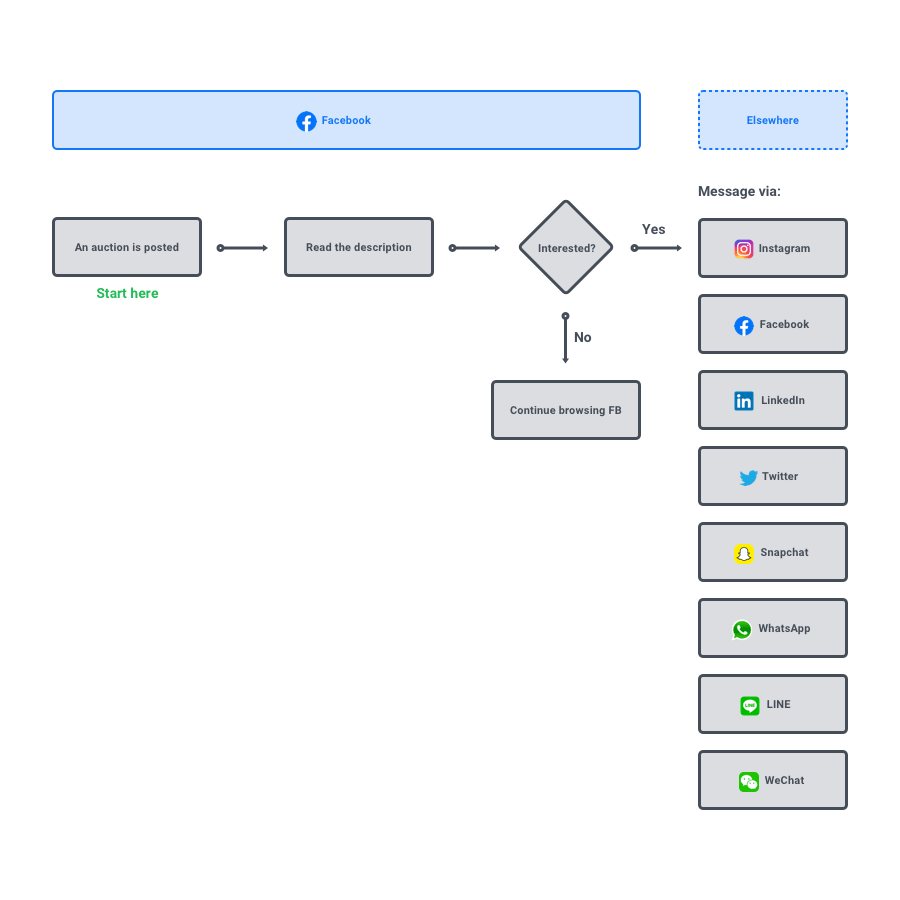 Facebook
Elsewhere
Message via:
An auction is posted
Read the description
Interested?
Yes
Instagram
Start here
No
Facebook
Continue browsing FB
LinkedIn
Twitter
Snapchat
WhatsApp
LINE
LINE
WeChat